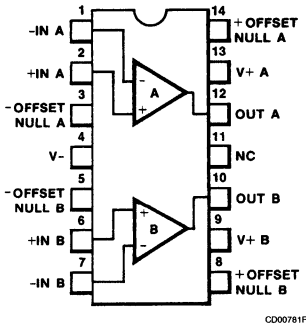 1
-IN A
2
+IN A
3
-OFFSET
NULL A
4
V-
5
-OFFSET
NULL B
6
+IN B
7
-IN B
14
+OFFSET
NULL A
13
V+ A
12
OUT A
11
NC
10
OUT B
9
V+ B
8
+OFFSET
NULL B
-
A
+
+
B
-
CD00781F